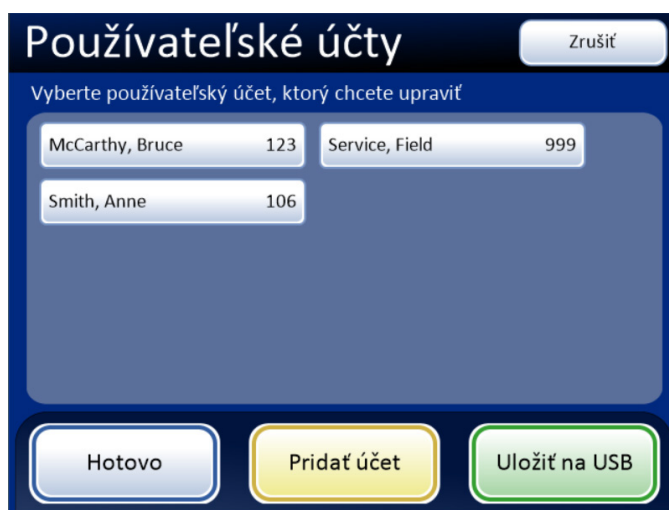 Používateľské účty
Zrušiť
Vyberte používateľský účet, ktorý chcete upraviť
McCarthy, Bruce 123
Service, Field 999
Smith, Anne 106
Hotovo
Pridať účet
Uložiť na USB